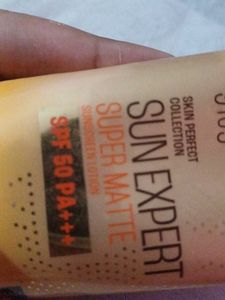 SKIN PERFECT
COLLECTION
SUN EXPERT
SUPER MATTE
SUNSCREEN LOTION
SPF 50 PA+++